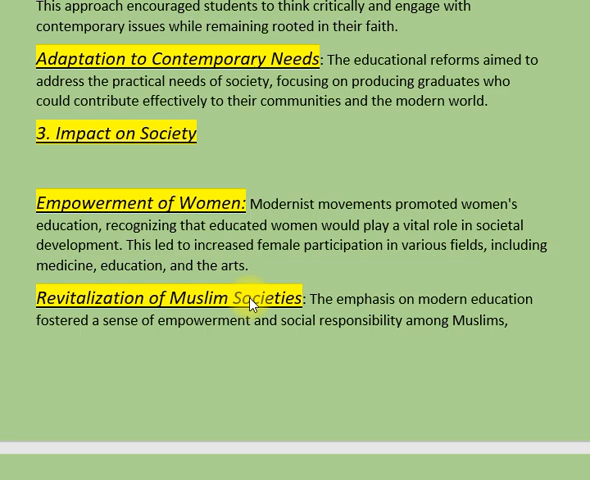 This approach encouraged students to think critically and engage with
contemporary issues while remaining rooted in their faith.
Adaptation to Contemporary Needs: The educational reforms aimed to
address the practical needs of society, focusing on producing graduates who
could contribute effectively to their communities and the modern world.
3. Impact on Society
Empowerment of Women: Modernist movements promoted women's
education, recognizing that educated women would play a vital role in societal
development. This led to increased female participation in various fields, including
medicine, education, and the arts.
Revitalization of Muslim Societies: The emphasis on modern education
fostered a sense of empowerment and social responsibility among Muslims,